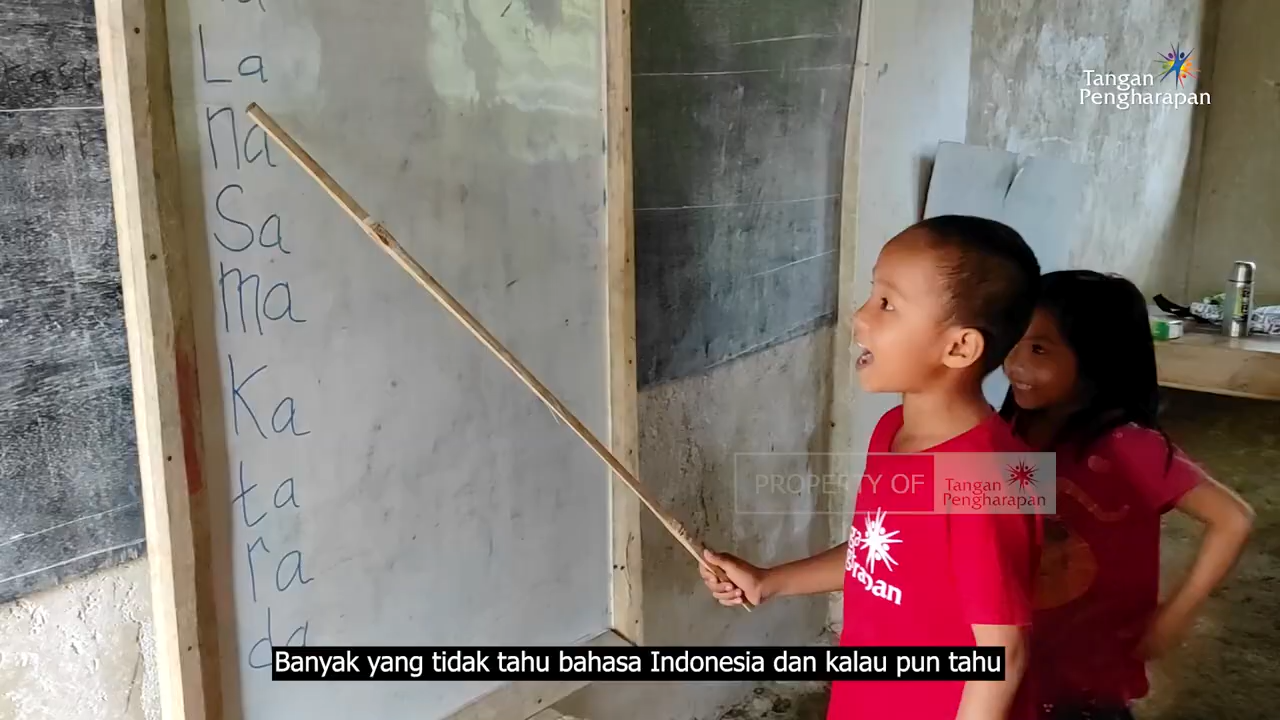 La
na
Sa
ma
Ka
ta
ra
da
Tangan
Pengharapan
PROPERTY OF
Tangan
Pengharapan
Banyak yang tidak tahu bahasa Indonesia dan kalau pun tahu